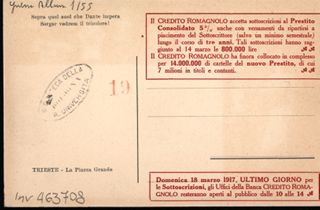 1155
Sopra quel suol che Dante impera
Sorger vedrem il tricolore!
Il CREDITO ROMAGNOLO accetta sottoscrizioni al Prestito
Consolidato 5%, anche con versamenti da ripartirsi a
piacimento del Sottoscrittore (salvo un minimo semestrale)
lungo il corso di tre anni. Tali sottoscrizioni hanno rag-
giunto al 14 marzo le 800.000 lire
Il CREDITO ROMAGNOLO ha finora collocato in complesso
per 14.000.000 di cartelle del nuovo Prestito, di cui
7 milioni in titoli e contanti.
19
TRIESTE - La Piazza Grande
Domenica 18 marzo 1917, ULTIMO GIORNO per
le Sottoscrizioni, gli Uffici della Banca CREDITO ROMA-
GNOLO resteranno aperti al pubblico dalle 10 alle 14
Inv 463708